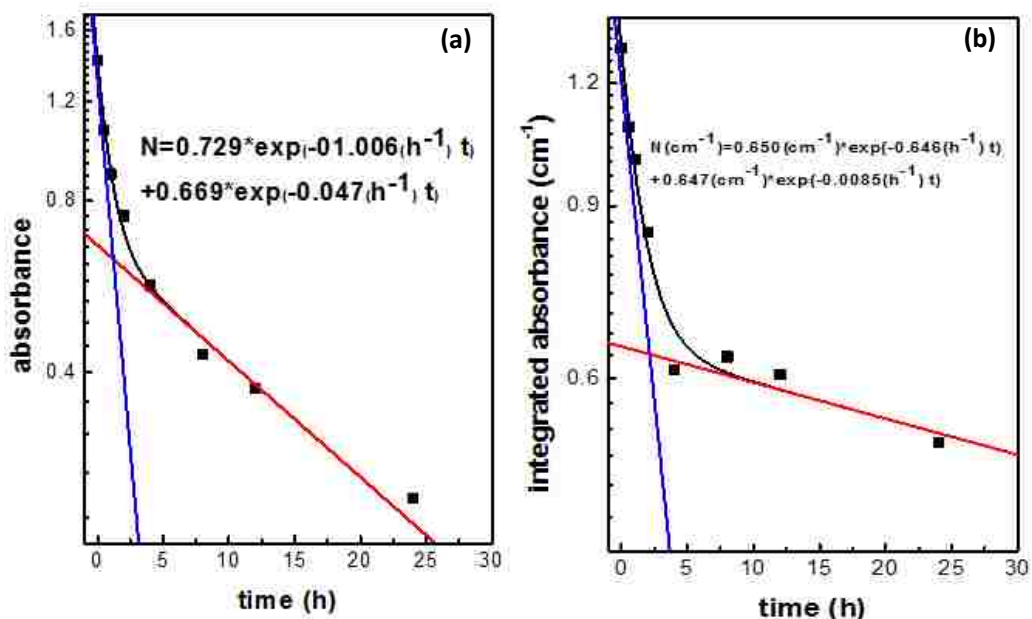 (a)
1.6
1.2
0.8
0.4
absorbance
N=0.729*exp(-01.006(h⁻¹) t)
+0.669*exp(-0.047(h⁻¹) t)
0 5 10 15 20 25 30
time (h)
(b)
1.2
0.9
0.6
integrated absorbance (cm⁻¹)
N(cm⁻¹)=0.650(cm⁻¹)*exp(-0.646(h⁻¹) t)
+0.647(cm⁻¹)*exp(-0.0085(h⁻¹) t)
0 5 10 15 20 25 30
time (h)